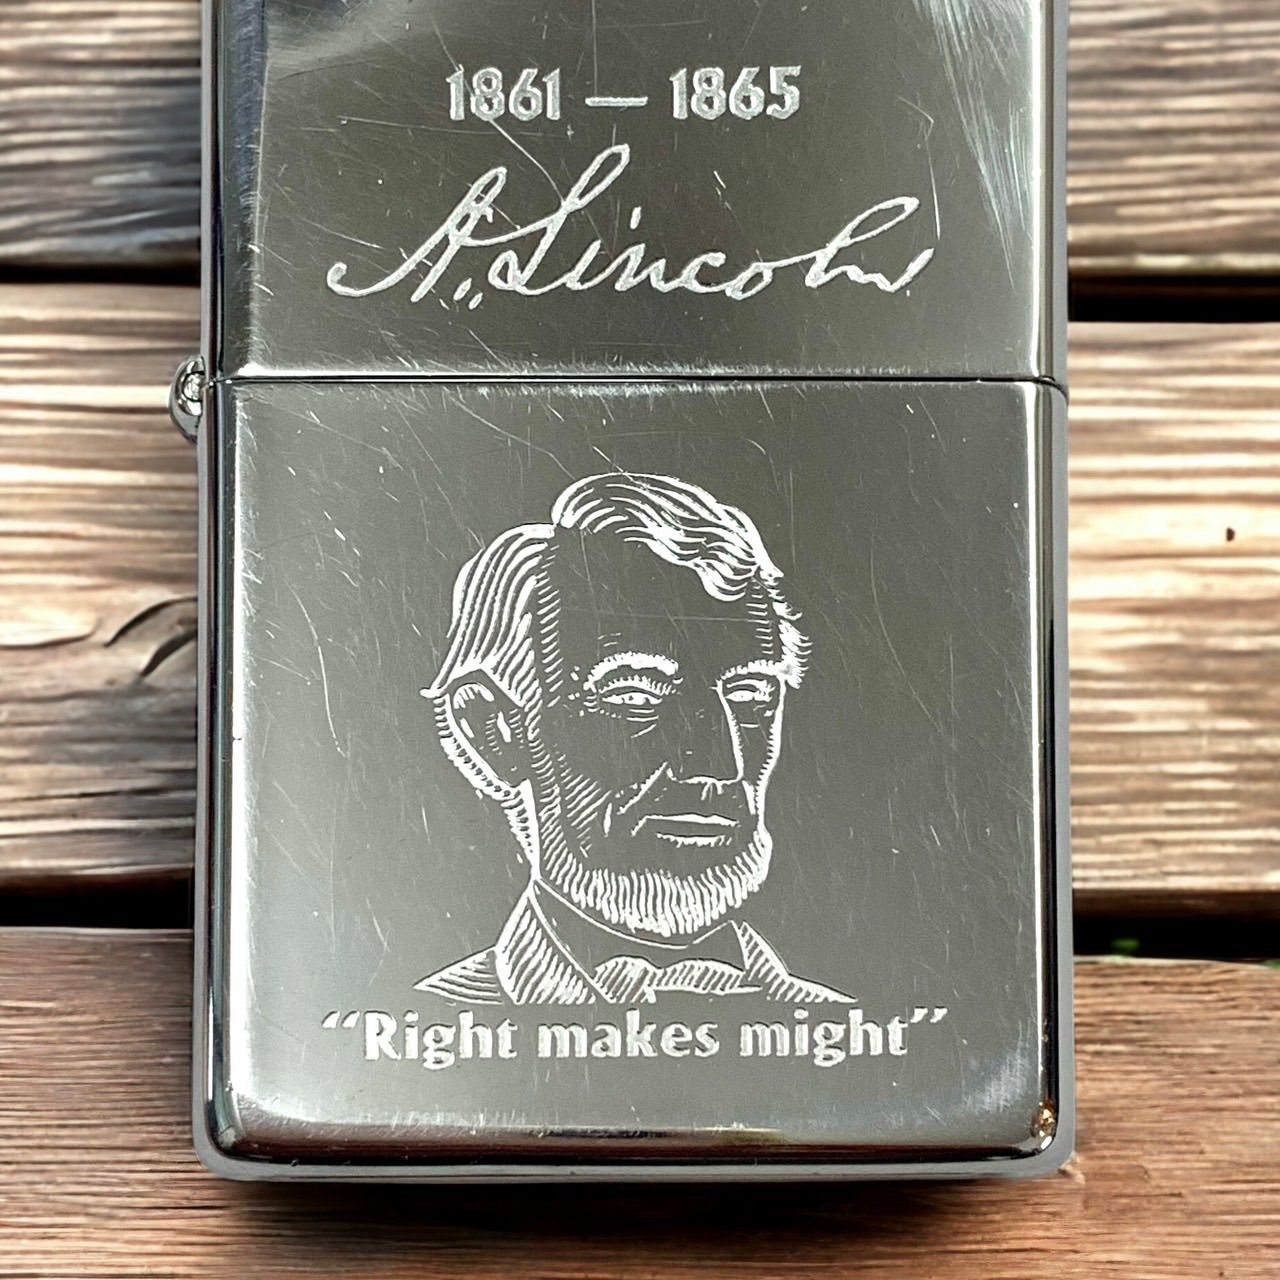 1861 — 1865
A. Lincoln
“Right makes might”